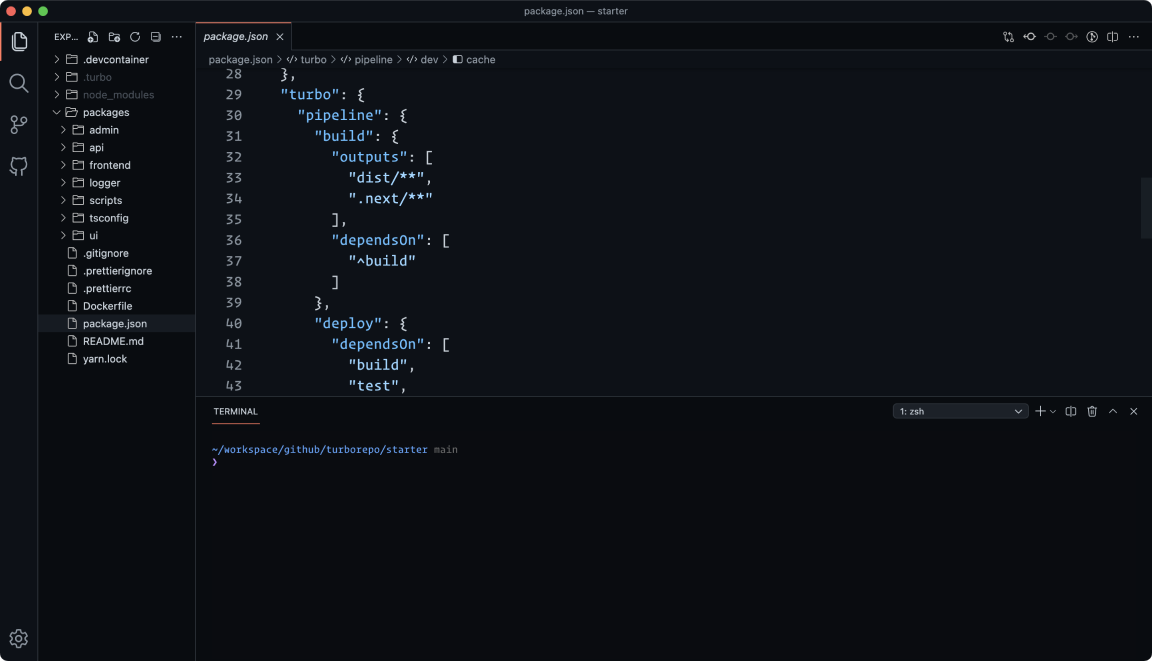 package.json — starter
EXP...
package.json
package.json > turbo > pipeline > dev > cache
.devcontainer
.turbo
node_modules
packages
admin
api
frontend
logger
scripts
tsconfig
ui
.gitignore
.prettierignore
.prettierrc
Dockerfile
package.json
README.md
yarn.lock
28 },
29 "turbo": {
30 "pipeline": {
31 "build": {
32 "outputs": [
33 "dist/**",
34 ".next/**"
35 ],
36 "dependsOn": [
37 "^build"
38 ]
39 },
40 "deploy": {
41 "dependsOn": [
42 "build",
43 "test",
TERMINAL
1: zsh
~/workspace/github/turborepo/starter main
❯